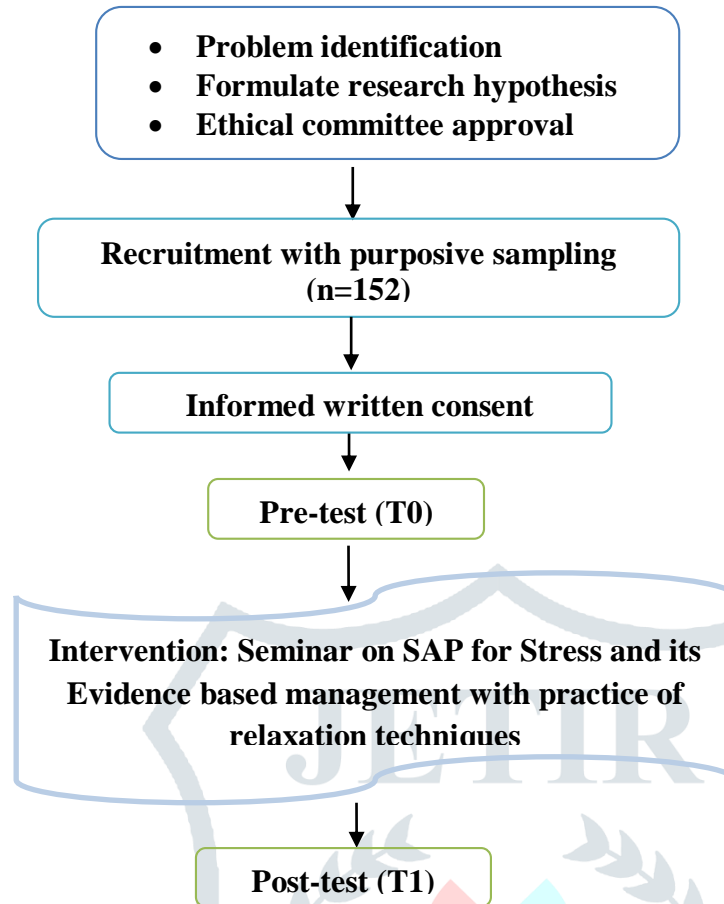 • Problem identification
• Formulate research hypothesis
• Ethical committee approval
Recruitment with purposive sampling
(n=152)
Informed written consent
Pre-test (T0)
Intervention: Seminar on SAP for Stress and its
Evidence based management with practice of
relaxation techniques
JETIR
Post-test (T1)